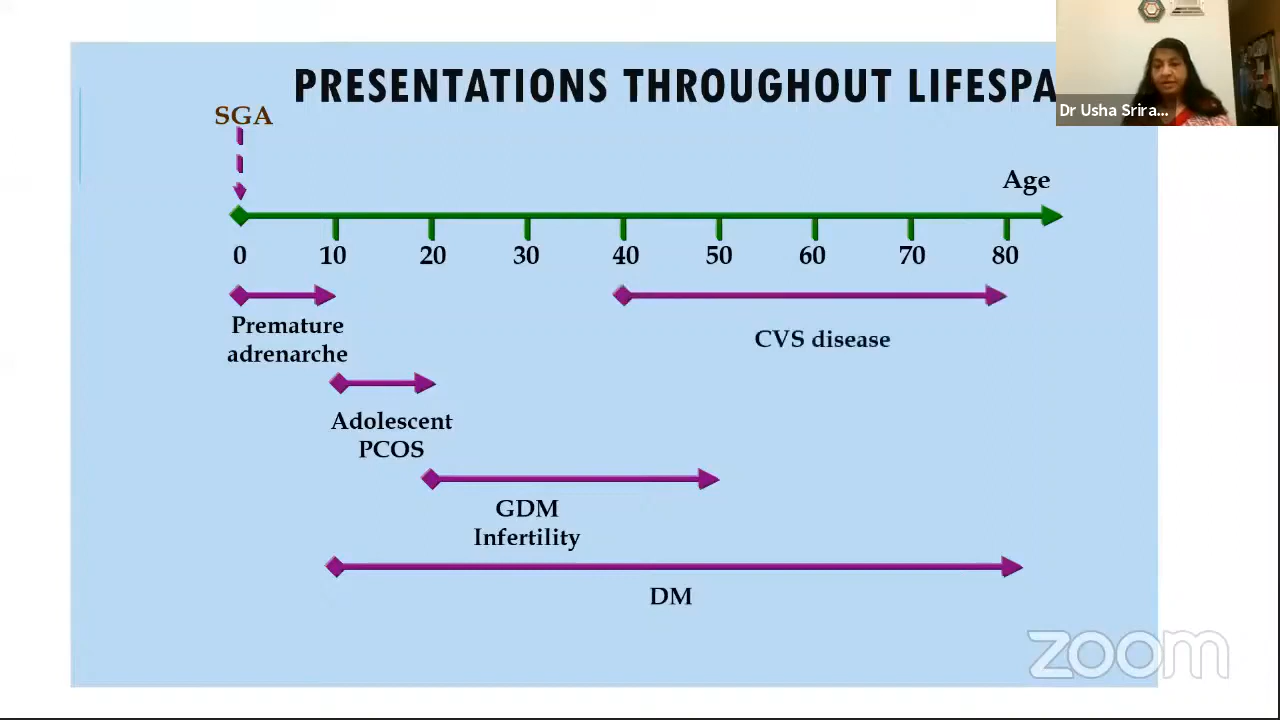 PRESENTATIONS THROUGHOUT LIFESPA
Dr Usha Srira...
SGA
Age
0 10 20 30 40 50 60 70 80
Premature
adrenarche
CVS disease
Adolescent
PCOS
GDM
Infertility
DM
zoom